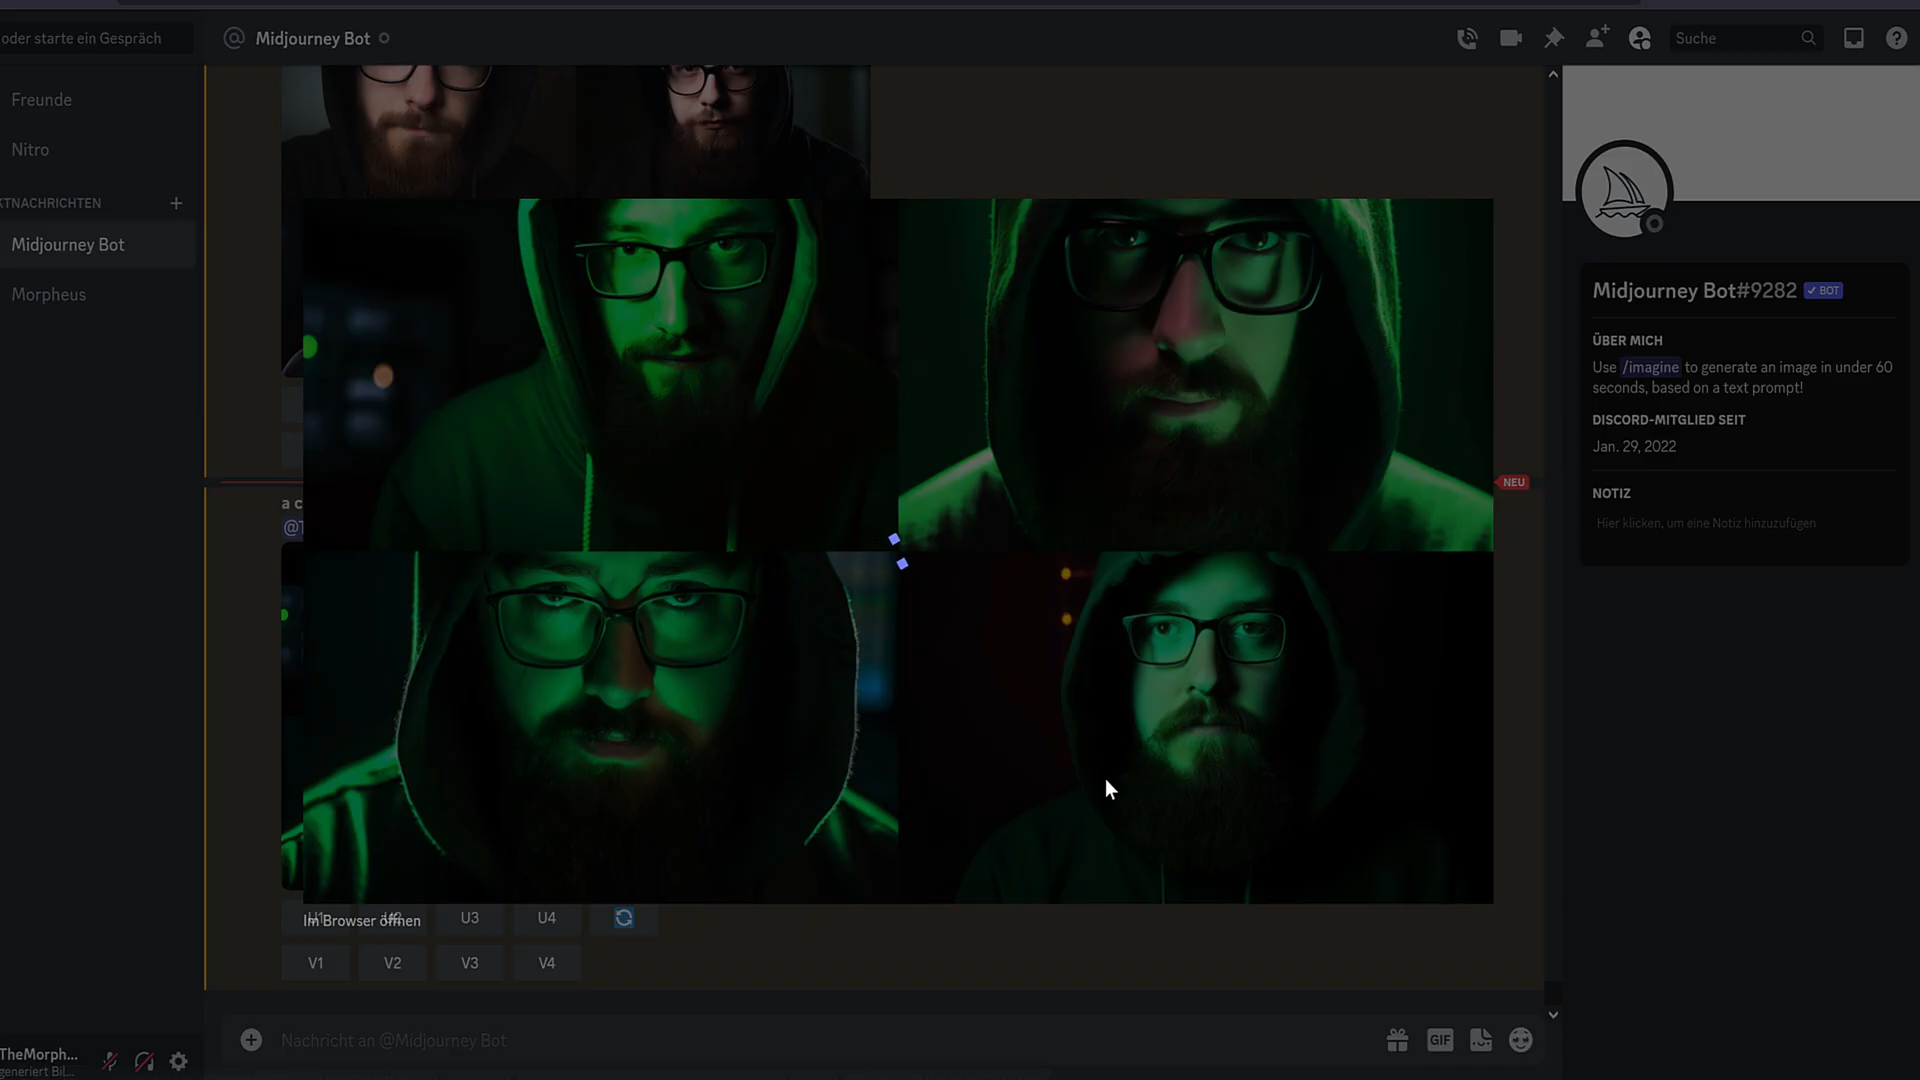 oder starte ein Gespräch
Midjourney Bot
Suche
Freunde
Nitro
KTNACHRICHTEN
Midjourney Bot
Morpheus
NEU
a c
@T
Im Browser öffnen
U1 U2 U3 U4
V1 V2 V3 V4
Nachricht an @Midjourney Bot
GIF
TheMorph...
generiert Bil...
Midjourney Bot#9282 BOT
ÜBER MICH
Use /imagine to generate an image in under 60
seconds, based on a text prompt!
DISCORD-MITGLIED SEIT
Jan. 29, 2022
NOTIZ
Hier klicken, um eine Notiz hinzuzufügen